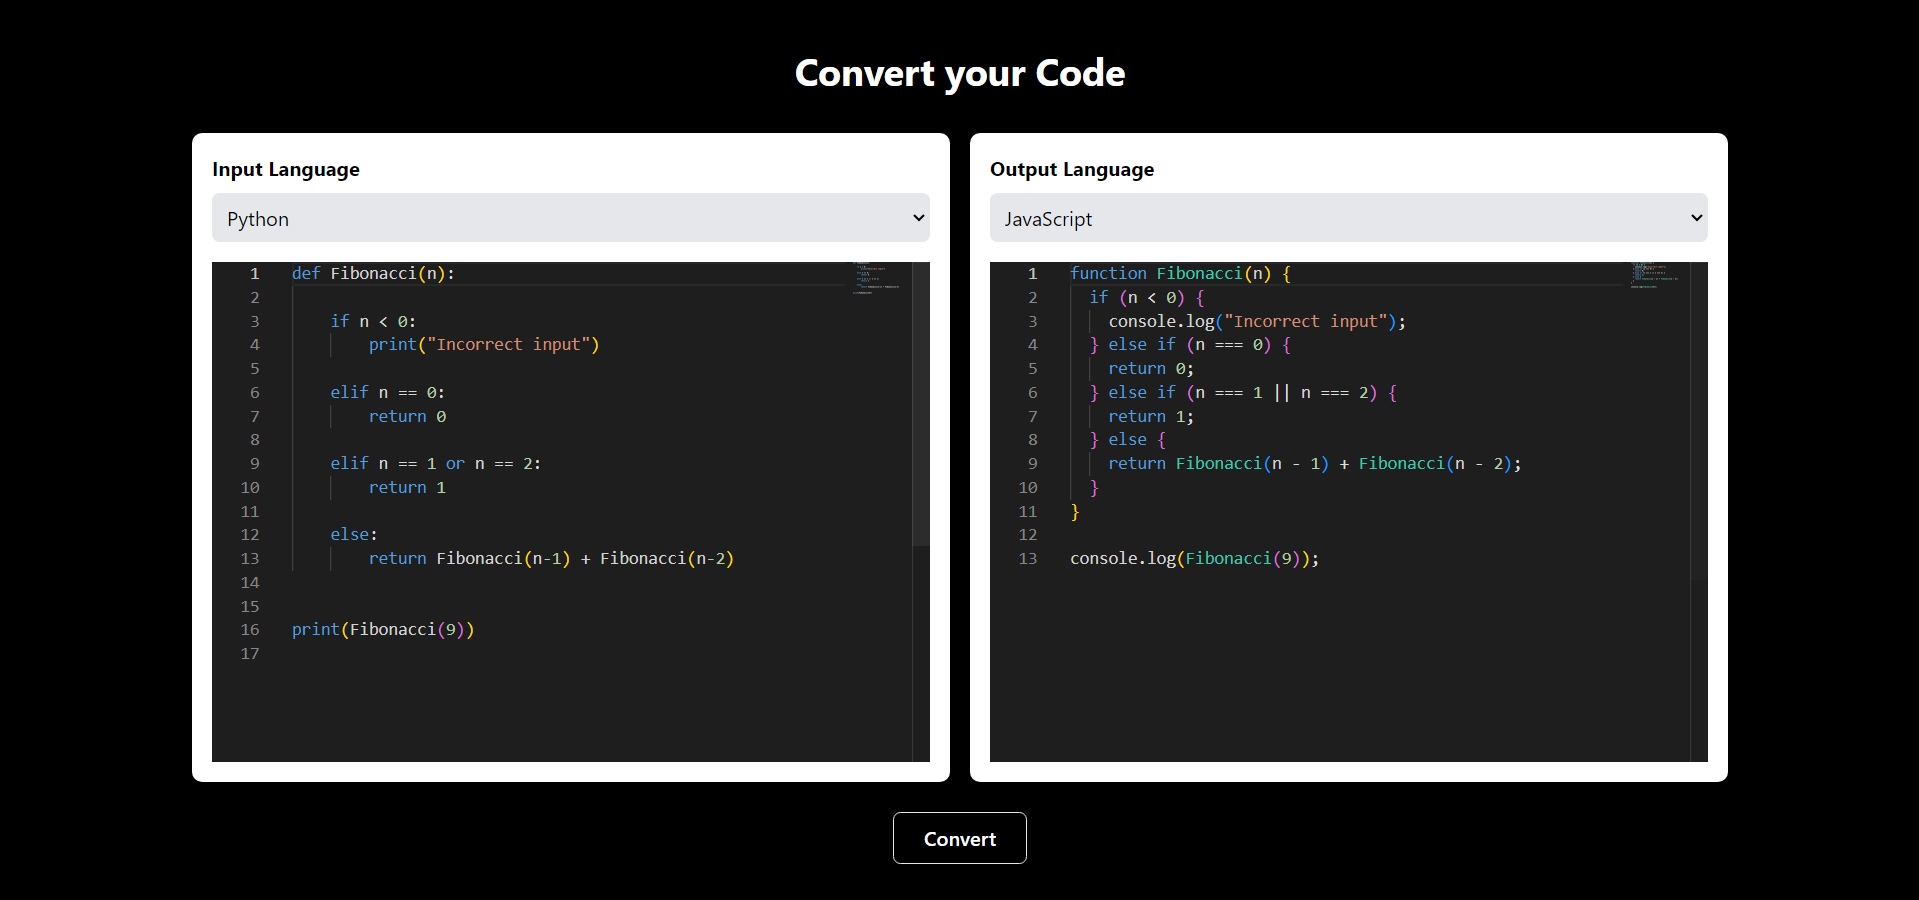 Convert your Code
Input Language
Python
1 def Fibonacci(n):
2
3     if n < 0:
4         print("Incorrect input")
5
6     elif n == 0:
7         return 0
8
9     elif n == 1 or n == 2:
10         return 1
11
12     else:
13         return Fibonacci(n-1) + Fibonacci(n-2)
14
15
16 print(Fibonacci(9))
17
Output Language
JavaScript
1 function Fibonacci(n) {
2   if (n < 0) {
3     console.log("Incorrect input");
4   } else if (n === 0) {
5     return 0;
6   } else if (n === 1 || n === 2) {
7     return 1;
8   } else {
9     return Fibonacci(n - 1) + Fibonacci(n - 2);
10   }
11 }
12
13 console.log(Fibonacci(9));
Convert